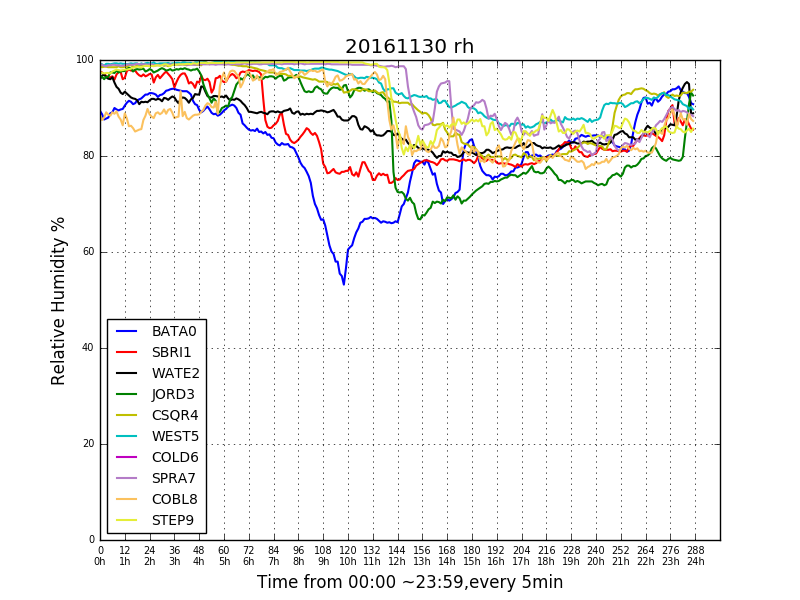 20161130 rh
Relative Humidity %
100
80
60
40
20
0
BATA0
SBRI1
WATE2
JORD3
CSQR4
WEST5
COLD6
SPRA7
COBL8
STEP9
0 12 24 36 48 60 72 84 96 108 120 132 144 156 168 180 192 204 216 228 240 252 264 276 288
0h 1h 2h 3h 4h 5h 6h 7h 8h 9h 10h 11h 12h 13h 14h 15h 16h 17h 18h 19h 20h 21h 22h 23h 24h
Time from 00:00 ~23:59,every 5min